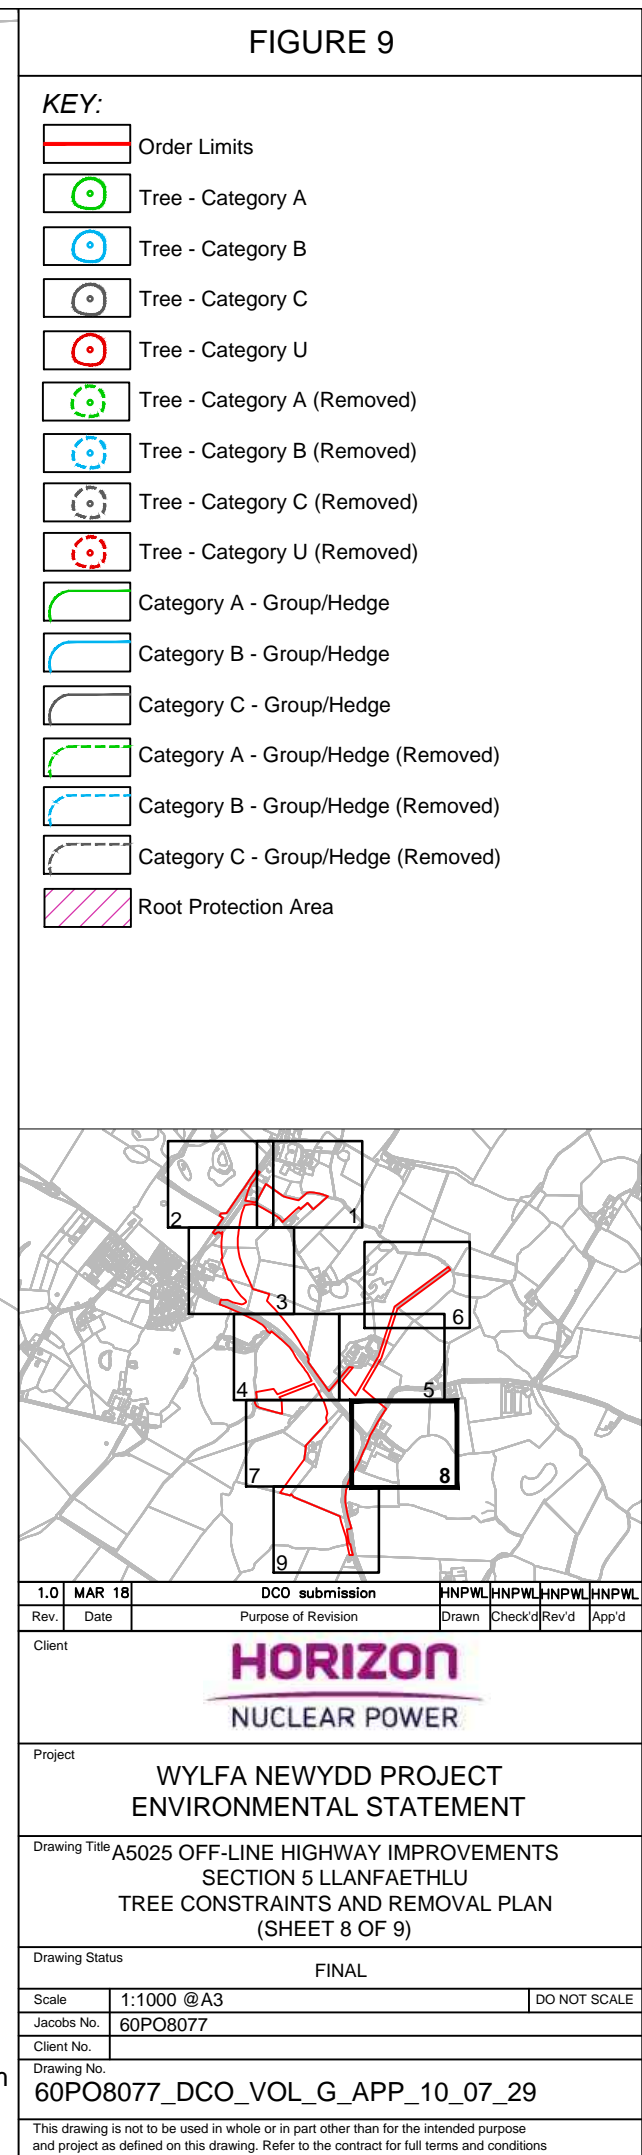 FIGURE 9
KEY:
Order Limits
Tree - Category A
Tree - Category B
Tree - Category C
Tree - Category U
Tree - Category A (Removed)
Tree - Category B (Removed)
Tree - Category C (Removed)
Tree - Category U (Removed)
Category A - Group/Hedge
Category B - Group/Hedge
Category C - Group/Hedge
Category A - Group/Hedge (Removed)
Category B - Group/Hedge (Removed)
Category C - Group/Hedge (Removed)
Root Protection Area
2 1
3
6
4 5
7 8
9
1.0 MAR 18 DCO submission HNPWL HNPWL HNPWL HNPWL
Rev. Date Purpose of Revision Drawn Check'd Rev'd App'd
Client
HORIZON
NUCLEAR POWER
Project
WYLFA NEWYDD PROJECT
ENVIRONMENTAL STATEMENT
Drawing Title A5025 OFF-LINE HIGHWAY IMPROVEMENTS
SECTION 5 LLANFAETHLU
TREE CONSTRAINTS AND REMOVAL PLAN
(SHEET 8 OF 9)
Drawing Status
FINAL
Scale 1:1000 @A3 DO NOT SCALE
Jacobs No. 60PO8077
Client No.
Drawing No.
60PO8077_DCO_VOL_G_APP_10_07_29
This drawing is not to be used in whole or in part other than for the intended purpose
and project as defined on this drawing. Refer to the contract for full terms and conditions